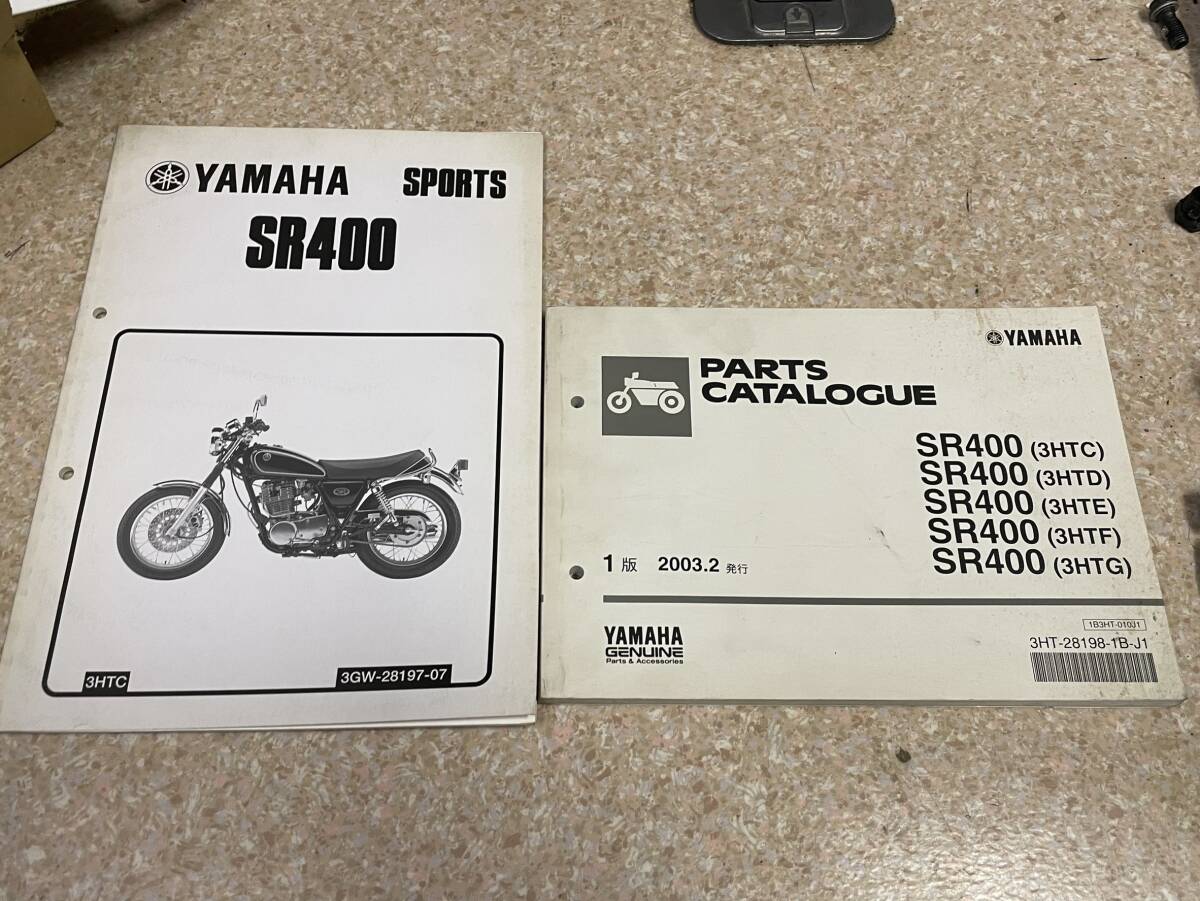 YAMAHA SPORTS
SR400
3HTC
3GW-28197-07
YAMAHA
PARTS
CATALOGUE
SR400 (3HTC)
SR400 (3HTD)
SR400 (3HTE)
SR400 (3HTF)
SR400 (3HTG)
1版 2003.2 発行
YAMAHA
GENUINE
Parts & Accessories
1B3HT-010J1
3HT-28198-1B-J1